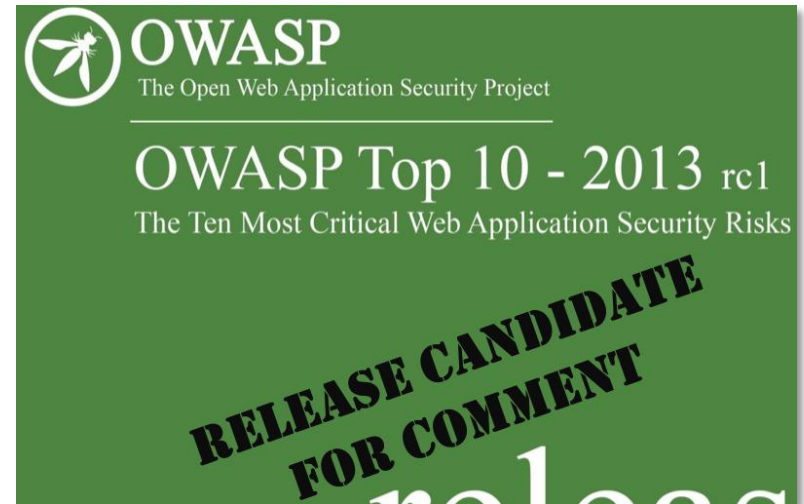 OWASP
The Open Web Application Security Project
OWASP Top 10 - 2013 rc1
The Ten Most Critical Web Application Security Risks
RELEASE CANDIDATE
FOR COMMENT